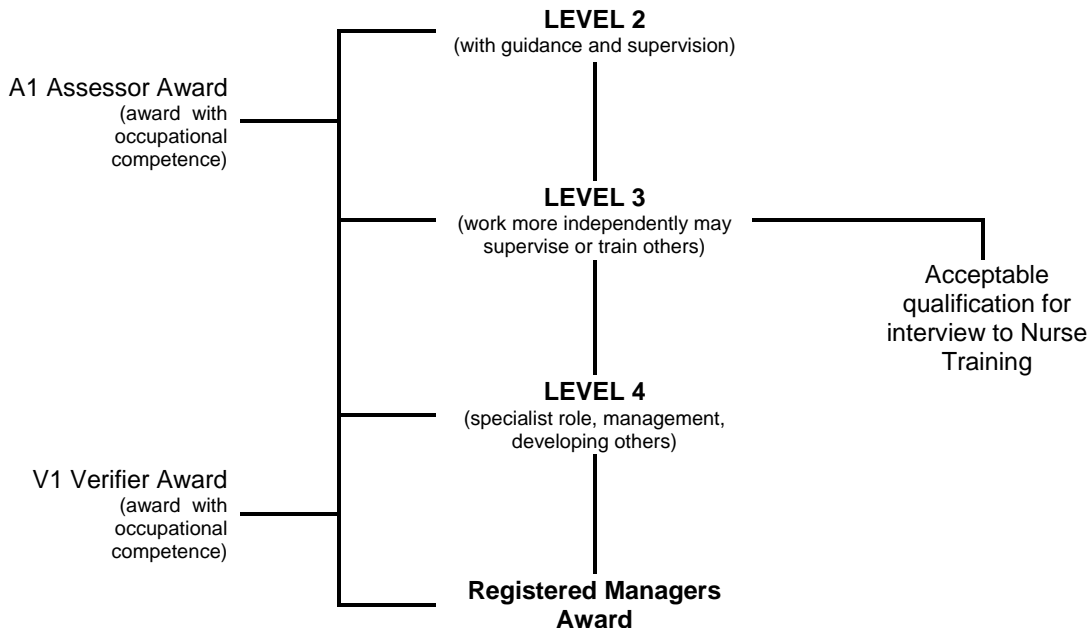 LEVEL 2
(with guidance and supervision)
A1 Assessor Award
(award with
occupational
competence)
LEVEL 3
(work more independently may
supervise or train others)
Acceptable
qualification for
interview to Nurse
Training
LEVEL 4
(specialist role, management,
developing others)
V1 Verifier Award
(award with
occupational
competence)
Registered Managers
Award